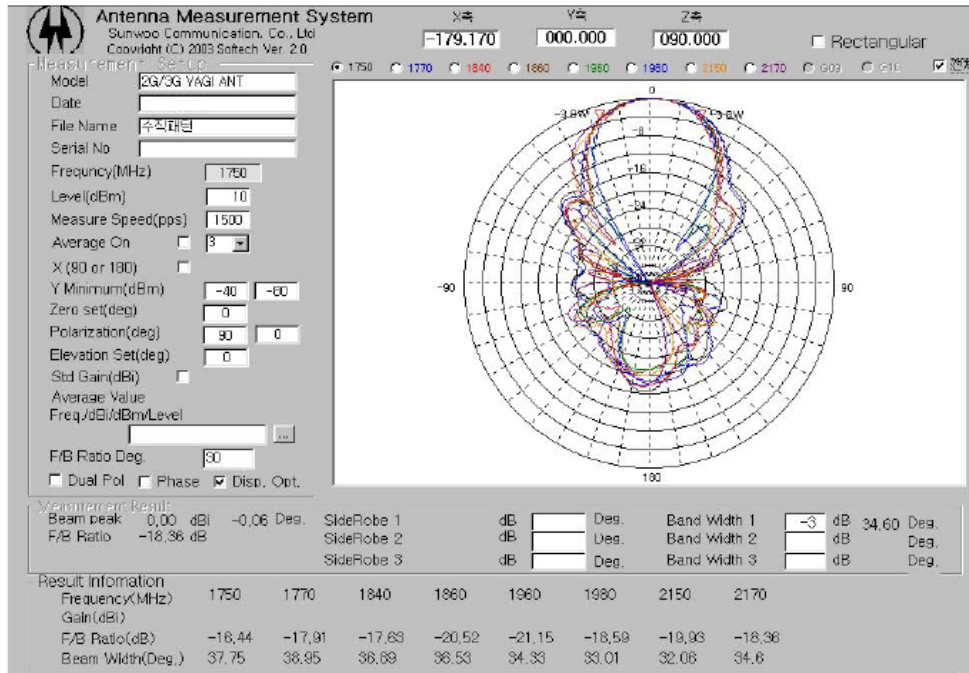 Antenna Measurement System
Sunwoo Communication. Co., Ltd
Copyright (C) 2003 Softech Ver. 2.0
X축 Y축 Z축
-179.170 000.000 090.000
Rectangular
Measurement Setup
1750 1770 1840 1860 1960 1980 2150 2170 G09 G10
Model 2G/3G YAGI ANT
Date
File Name 수직패턴
Serial No
Frequncy(MHz) 1750
Level(dBm) 10
Measure Speed(pps) 1500
Average On 3
X (90 or 180)
Y Minimum(dBm) -40 -80
Zero set(deg) 0
Polarization(deg) 90 0
Elevation Set(deg) 0
Std Gain(dBi)
Average Value
Freq./dBi/dBm/Level
...
F/B Ratio Deg. 30
Dual Pol Phase Disp. Opt.
0
-8
-16
-24
-90 90
180
Measurement Result
Beam peak 0,00 dBi -0,06 Deg. SideRobe 1 dB Deg. Band Width 1 -3 dB 34,60 Deg.
F/B Ratio -18,36 dB SideRobe 2 dB Deg. Band Width 2 dB Deg.
SideRobe 3 dB Deg. Band Width 3 dB
Result Infomation
Frequency(MHz) 1750 1770 1840 1860 1960 1980 2150 2170
Gain(dBi)
F/B Ratio(dB) -16,44 -17,91 -17,63 -20,52 -21,15 -18,59 -19,93 -18,36
Beam Width(Deg,) 37.75 38.95 36.69 36.53 34.33 33.01 32.06 34.6